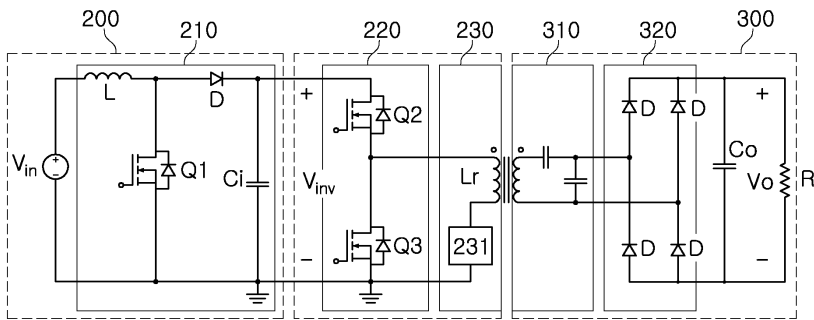 200
210
220
230
310
320
300
L
D
+
Q2
D
D
+
Vin
+
-
Q1
Ci
Vinv
Lr
Co
Vo
R
-
Q3
231
D
D
-